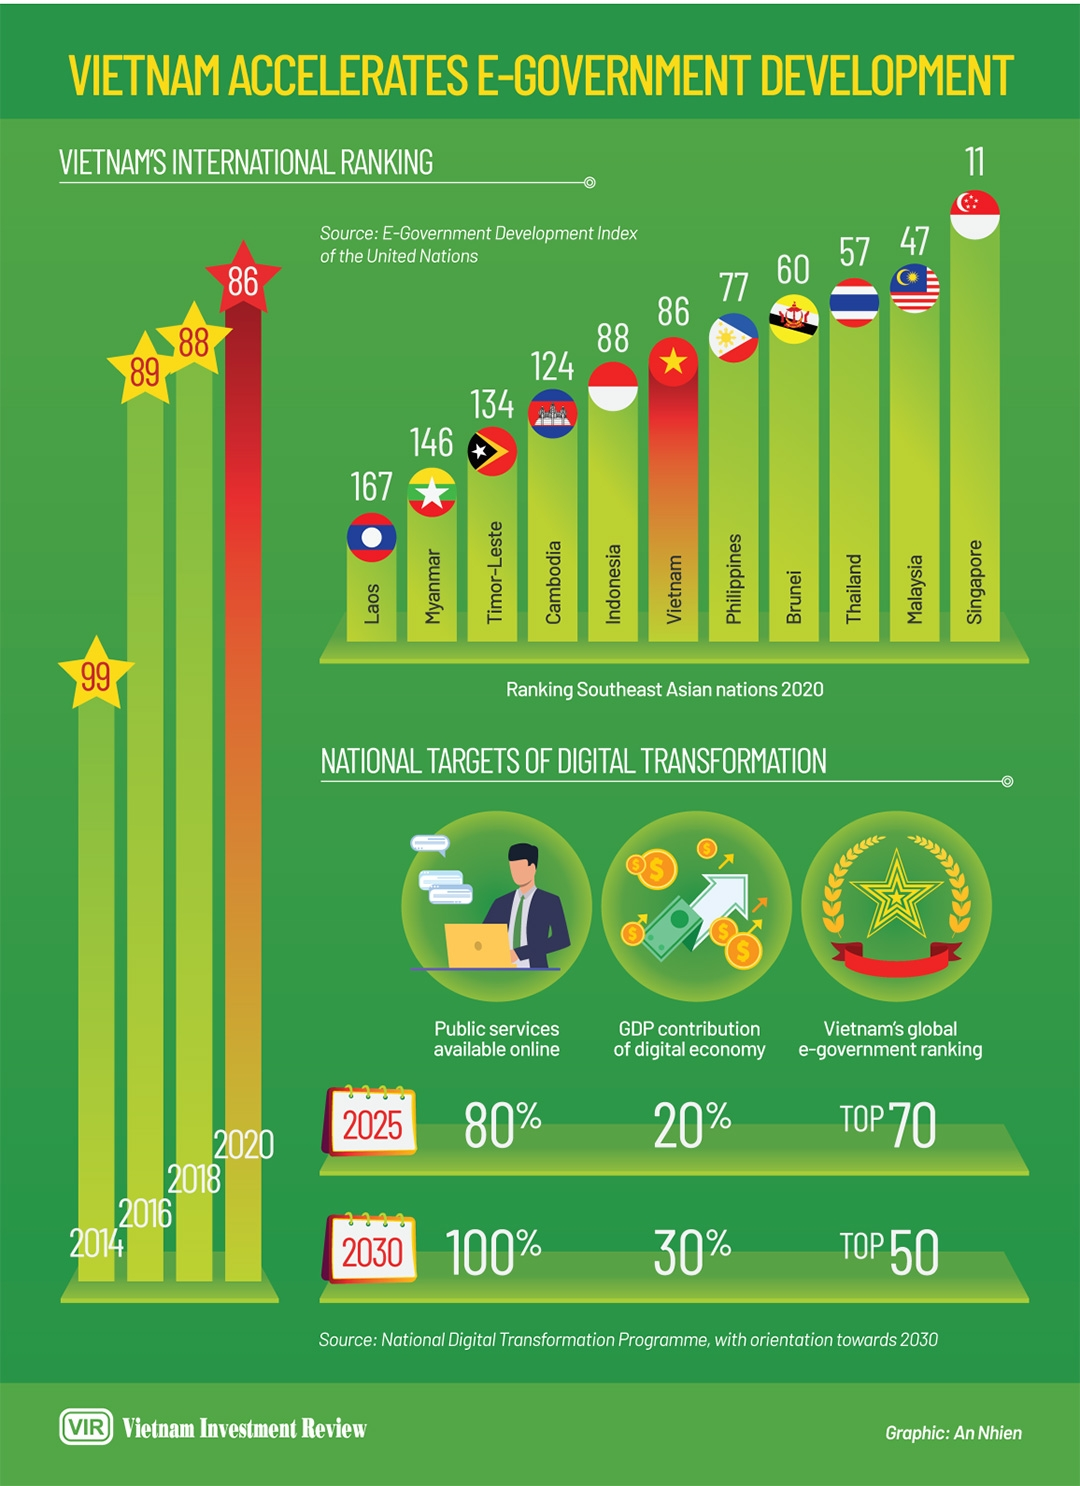 VIETNAM ACCELERATES E-GOVERNMENT DEVELOPMENT
VIETNAM'S INTERNATIONAL RANKING
99
89
88
86
2014
2016
2018
2020
Source: E-Government Development Index
of the United Nations
167
146
134
124
88
86
77
60
57
47
11
Laos
Myanmar
Timor-Leste
Cambodia
Indonesia
Vietnam
Philippines
Brunei
Thailand
Malaysia
Singapore
Ranking Southeast Asian nations 2020
NATIONAL TARGETS OF DIGITAL TRANSFORMATION
Public services
available online
GDP contribution
of digital economy
Vietnam's global
e-government ranking
2025 80% 20% TOP 70
2030 100% 30% TOP 50
Source: National Digital Transformation Programme, with orientation towards 2030
VIR Vietnam Investment Review
Graphic: An Nhien